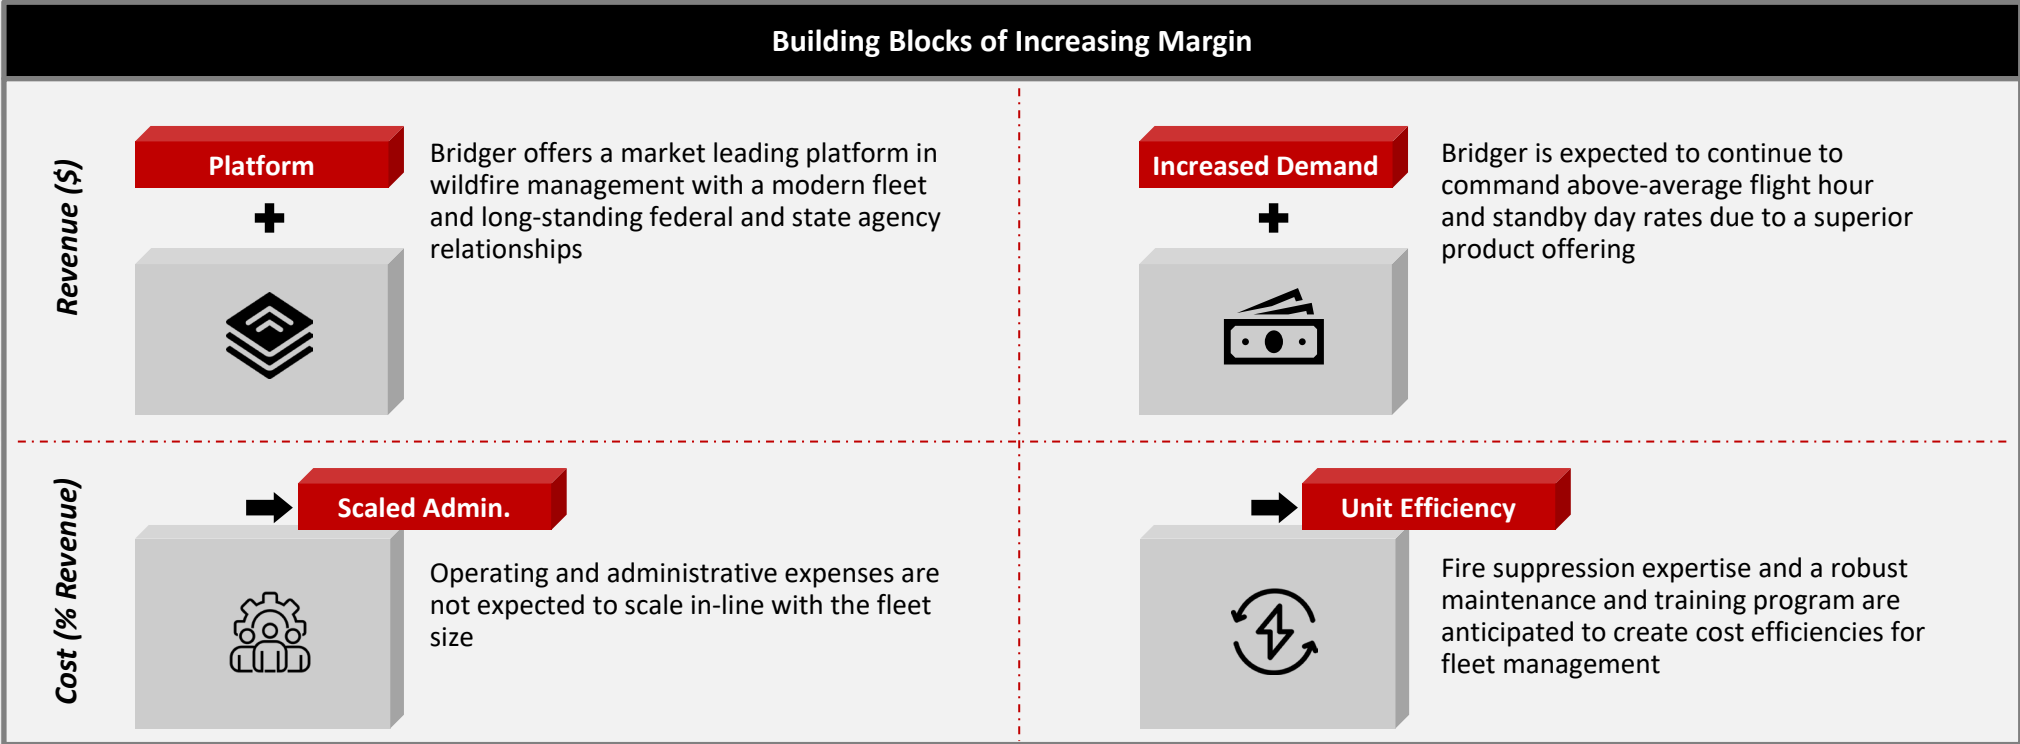 Building Blocks of Increasing Margin
Revenue ($)
Platform
Bridger offers a market leading platform in
wildfire management with a modern fleet
and long-standing federal and state agency
relationships
Increased Demand
Bridger is expected to continue to
command above-average flight hour
and standby day rates due to a superior
product offering
Cost (% Revenue)
Scaled Admin.
Operating and administrative expenses are
not expected to scale in-line with the fleet
size
Unit Efficiency
Fire suppression expertise and a robust
maintenance and training program are
anticipated to create cost efficiencies for
fleet management